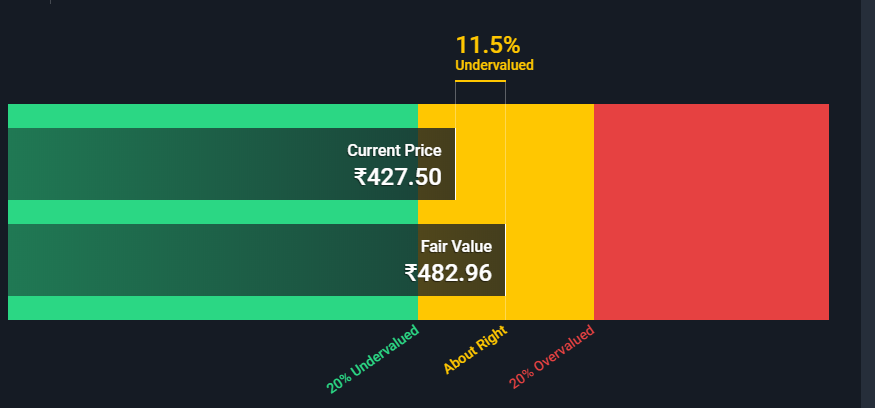 11.5%
Undervalued
Current Price
₹427.50
Fair Value
₹482.96
20% Undervalued
About Right
20% Overvalued